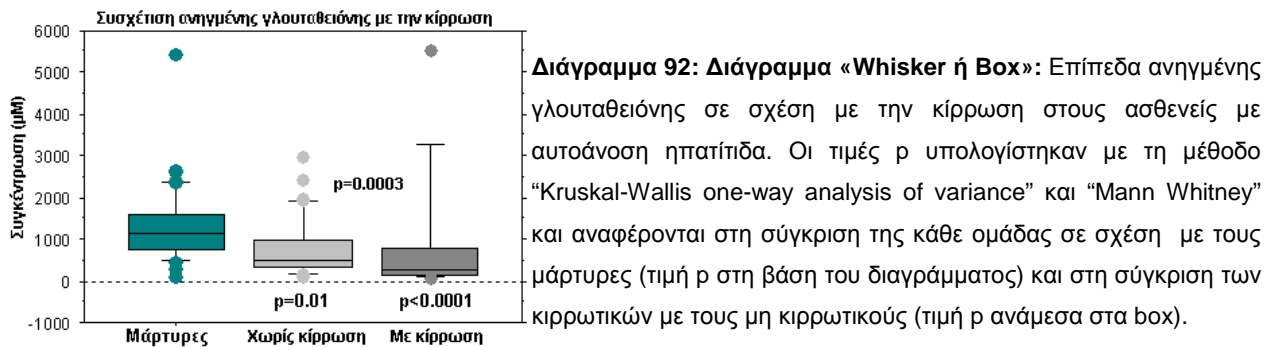 Συσχέτιση ανηγμένης γλουταθειόνης με την κίρρωση
6000
5000
4000
3000
2000
1000
0
-1000
Συγκέντρωση (μM)
p=0.0003
p=0.01
p<0.0001
Μάρτυρες
Χωρίς κίρρωση
Με κίρρωση
Διάγραμμα 92: Διάγραμμα «Whisker ή Box»: Επίπεδα ανηγμένης
γλουταθειόνης σε σχέση με την κίρρωση στους ασθενείς με
αυτοάνοση ηπατίτιδα. Οι τιμές p υπολογίστηκαν με τη μέθοδο
“Kruskal-Wallis one-way analysis of variance” και “Mann Whitney”
και αναφέρονται στη σύγκριση της κάθε ομάδας σε σχέση με τους
μάρτυρες (τιμή p στη βάση του διαγράμματος) και στη σύγκριση των
κιρρωτικών με τους μη κιρρωτικούς (τιμή p ανάμεσα στα box).